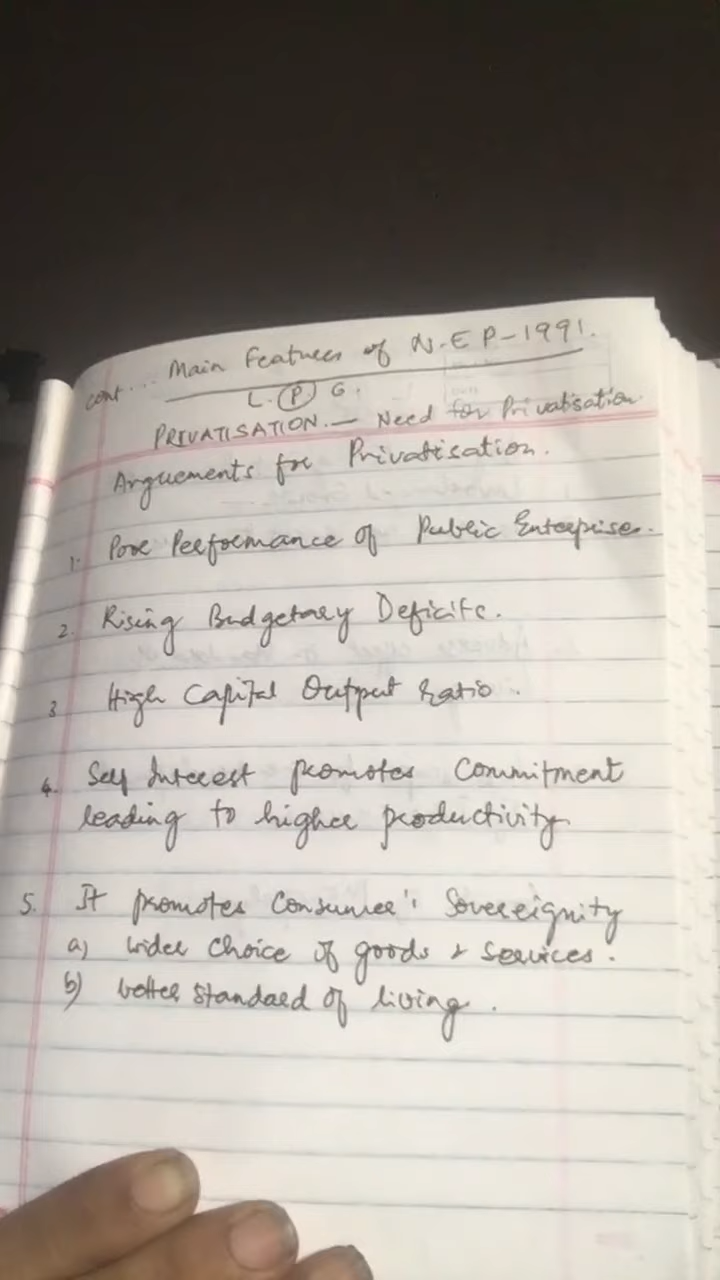 cont... Main Features of N.E P-1991.
L. P G.
PRIVATISATION. — Need for Privatisation
Arguements for Privatisation.
1. Poor Performance of Public Enterprise.
2. Rising Budgetary Deficits.
3 High Capital Output Ratio.
4. Self Interest promotes Commitment
leading to higher productivity
5. It promotes Consumer's Sovereignity
a) wider choice of goods & services.
b) better standard of living.